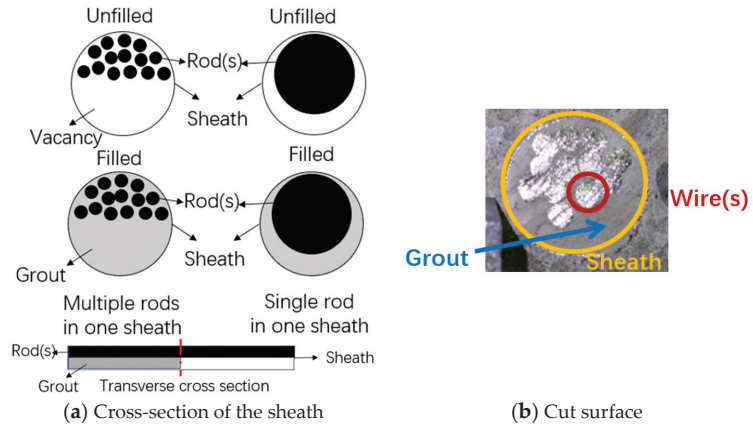 Unfilled
Unfilled
Rod(s)
Sheath
Vacancy
Filled
Filled
Rod(s)
Sheath
Grout
Multiple rods
in one sheath
Single rod
in one sheath
Rod(s)
Sheath
Grout
Transverse cross section
(a) Cross-section of the sheath
Wire(s)
Grout
Sheath
(b) Cut surface